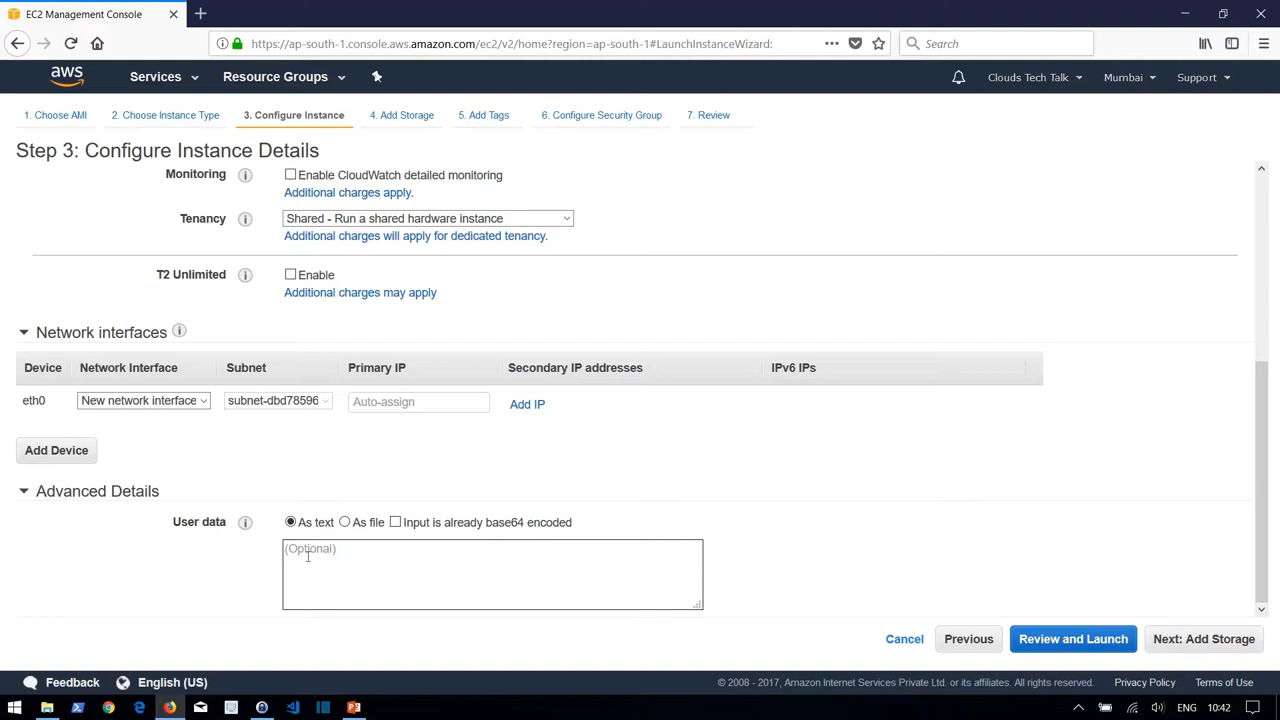 EC2 Management Console
https://ap-south-1.console.aws.amazon.com/ec2/v2/home?region=ap-south-1#LaunchInstanceWizard:
Search
aws
Services
Resource Groups
Clouds Tech Talk
Mumbai
Support
1. Choose AMI
2. Choose Instance Type
3. Configure Instance
4. Add Storage
5. Add Tags
6. Configure Security Group
7. Review
Step 3: Configure Instance Details
Monitoring
Enable CloudWatch detailed monitoring
Additional charges apply.
Tenancy
Shared - Run a shared hardware instance
Additional charges will apply for dedicated tenancy.
T2 Unlimited
Enable
Additional charges may apply
Network interfaces
Device Network Interface Subnet Primary IP Secondary IP addresses IPv6 IPs
eth0 New network interface subnet-dbd78596 Auto-assign Add IP
Add Device
Advanced Details
User data
As text As file Input is already base64 encoded
(Optional)
Cancel Previous Review and Launch Next: Add Storage
Feedback English (US)
© 2008 - 2017, Amazon Internet Services Private Ltd. or its affiliates. All rights reserved. Privacy Policy Terms of Use
ENG 10:42